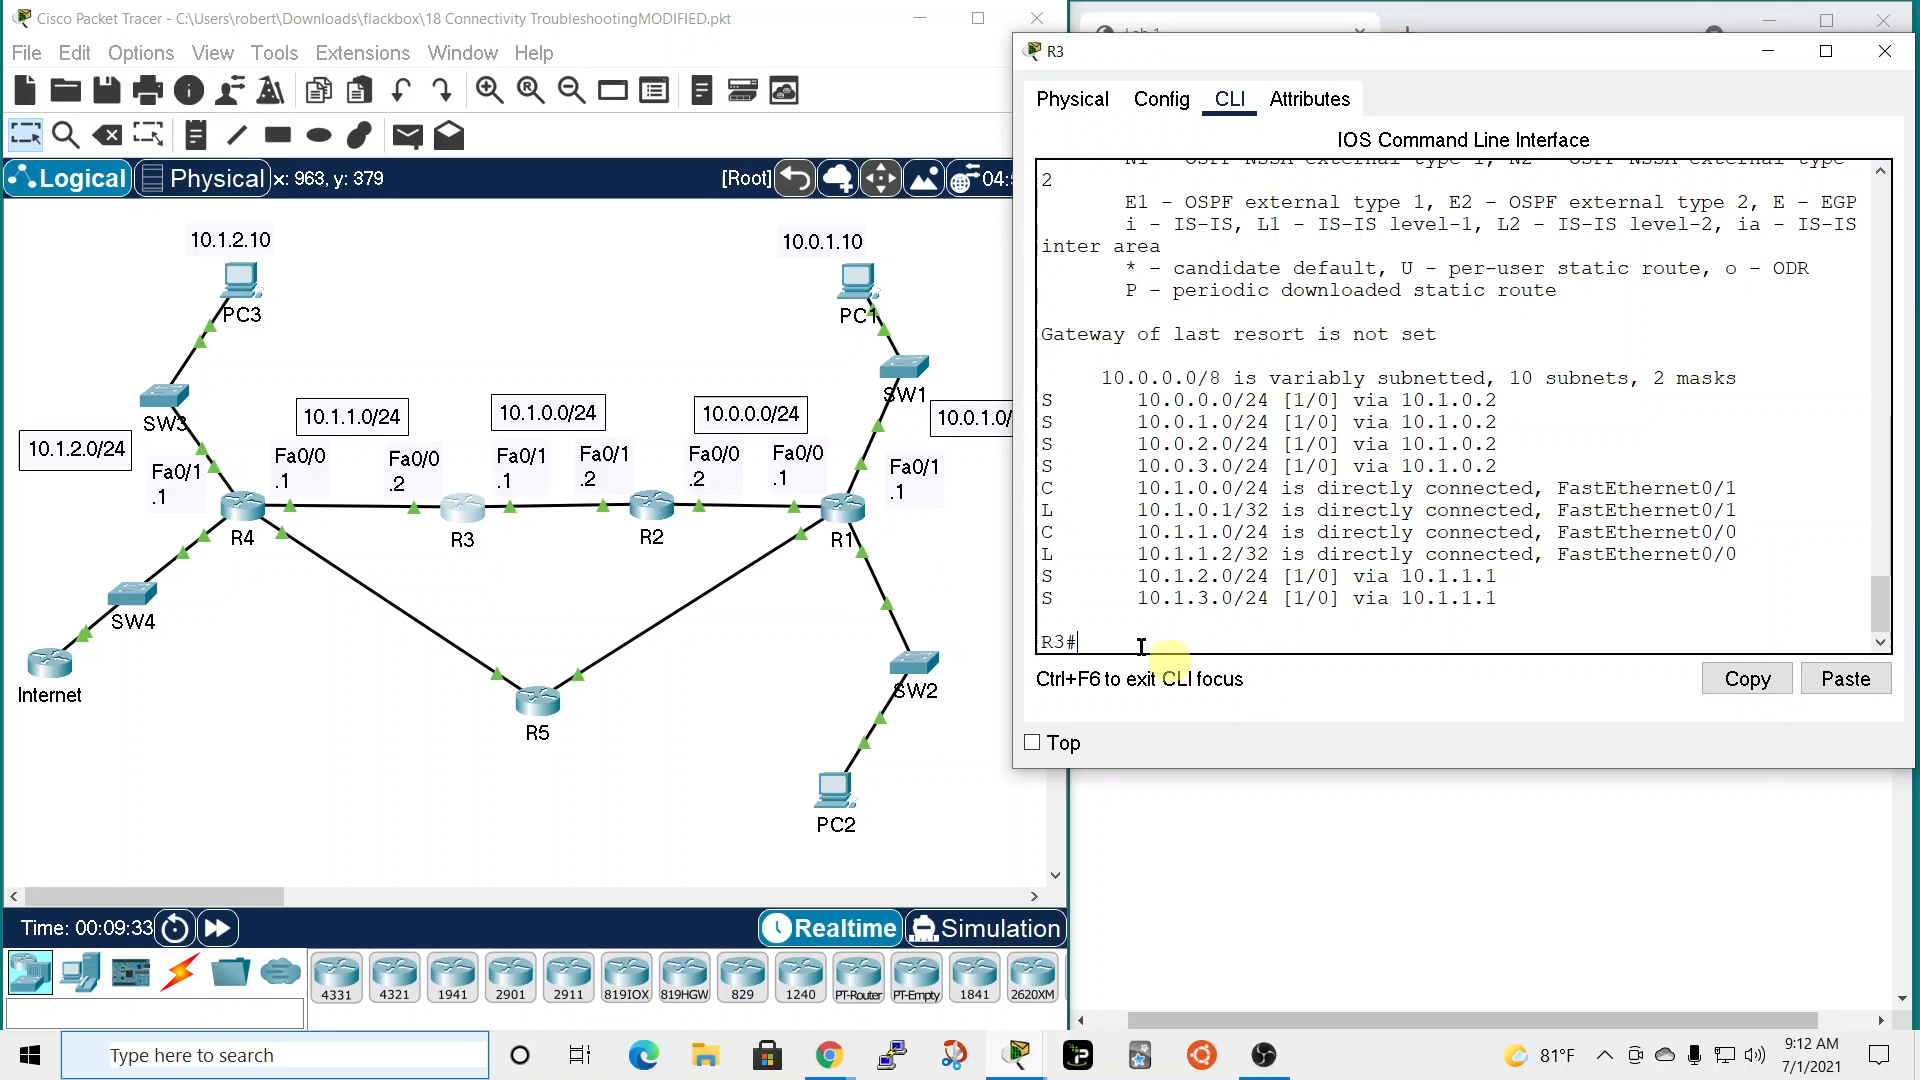 Cisco Packet Tracer - C:\Users\robert\Downloads\flackbox\18 Connectivity TroubleshootingMODIFIED.pkt
File Edit Options View Tools Extensions Window Help
Logical Physical x: 963, y: 379 [Root] 04:
10.1.2.10
10.0.1.10
PC3
PC1
SW3
SW1
10.1.2.0/24
10.1.1.0/24
10.1.0.0/24
10.0.0.0/24
10.0.1.0/
Fa0/1
.1
Fa0/0
.1
Fa0/0
.2
Fa0/1
.1
Fa0/1
.2
Fa0/0
.2
Fa0/0
.1
Fa0/1
.1
R4
R3
R2
R1
SW4
Internet
R5
SW2
PC2
Time: 00:09:33
Realtime Simulation
4331 4321 1941 2901 2911 819IOX 819HGW 829 1240 PT-Router PT-Empty 1841 2620XM
R3
Physical Config CLI Attributes
IOS Command Line Interface
N1 - OSPF NSSA external type 1, N2 - OSPF NSSA external type
2
E1 - OSPF external type 1, E2 - OSPF external type 2, E - EGP
i - IS-IS, L1 - IS-IS level-1, L2 - IS-IS level-2, ia - IS-IS
inter area
* - candidate default, U - per-user static route, o - ODR
P - periodic downloaded static route
Gateway of last resort is not set
10.0.0.0/8 is variably subnetted, 10 subnets, 2 masks
S 10.0.0.0/24 [1/0] via 10.1.0.2
S 10.0.1.0/24 [1/0] via 10.1.0.2
S 10.0.2.0/24 [1/0] via 10.1.0.2
S 10.0.3.0/24 [1/0] via 10.1.0.2
C 10.1.0.0/24 is directly connected, FastEthernet0/1
L 10.1.0.1/32 is directly connected, FastEthernet0/1
C 10.1.1.0/24 is directly connected, FastEthernet0/0
L 10.1.1.2/32 is directly connected, FastEthernet0/0
S 10.1.2.0/24 [1/0] via 10.1.1.1
S 10.1.3.0/24 [1/0] via 10.1.1.1
R3#
Ctrl+F6 to exit CLI focus
Copy Paste
Top
Type here to search
81°F
9:12 AM
7/1/2021